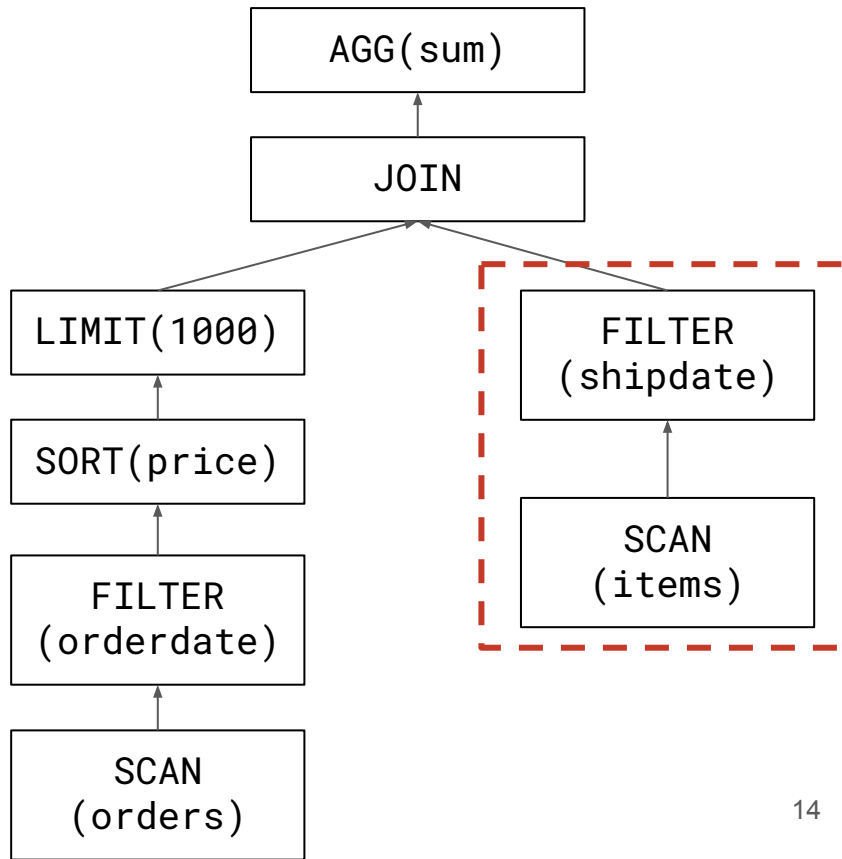 AGG(sum)
JOIN
LIMIT(1000)
SORT(price)
FILTER
(orderdate)
SCAN
(orders)
FILTER
(shipdate)
SCAN
(items)
14